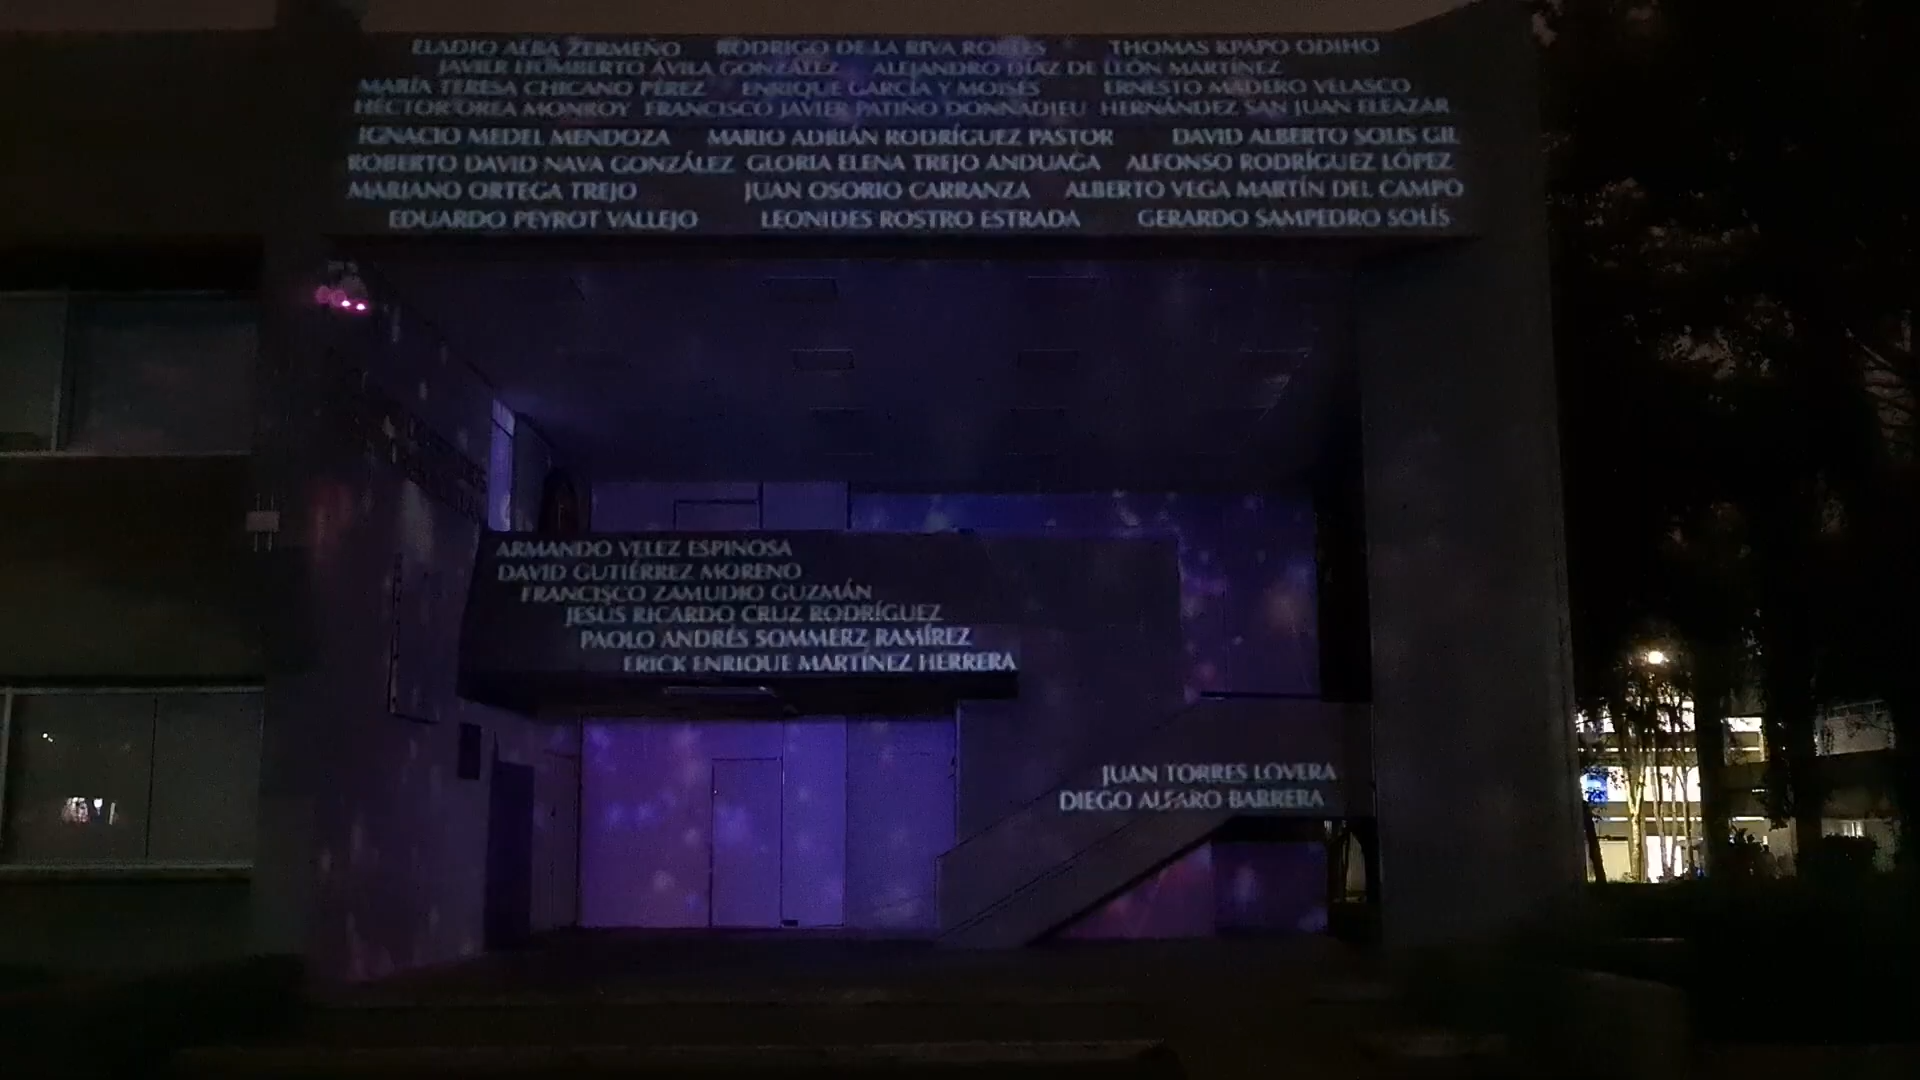 ELADIO ALBA ZERMEÑO RODRIGO DE LA RIVA ROBLES THOMAS KPAPO ODIHO
JAVIER HUMBERTO ÁVILA GONZÁLEZ ALEJANDRO DÍAZ DE LEÓN MARTÍNEZ
MARÍA TERESA CHICANO PÉREZ ENRIQUE GARCÍA Y MOISÉS ERNESTO MADERO VELASCO
HÉCTOR OREA MONROY FRANCISCO JAVIER PATIÑO DONNADIEU HERNÁNDEZ SAN JUAN ELEAZAR
IGNACIO MEDEL MENDOZA MARIO ADRIÁN RODRÍGUEZ PASTOR DAVID ALBERTO SOLIS GIL
ROBERTO DAVID NAVA GONZÁLEZ GLORIA ELENA TREJO ANDUAGA ALFONSO RODRÍGUEZ LÓPEZ
MARIANO ORTEGA TREJO JUAN OSORIO CARRANZA ALBERTO VEGA MARTÍN DEL CAMPO
EDUARDO PEYROT VALLEJO LEONIDES ROSTRO ESTRADA GERARDO SAMPEDRO SOLÍS
ARMANDO VELEZ ESPINOSA
DAVID GUTIÉRREZ MORENO
FRANCISCO ZAMUDIO GUZMÁN
JESÚS RICARDO CRUZ RODRÍGUEZ
PAOLO ANDRÉS SOMMERZ RAMÍREZ
ERICK ENRIQUE MARTÍNEZ HERRERA
JUAN TORRES LOVERA
DIEGO ALFARO BARRERA